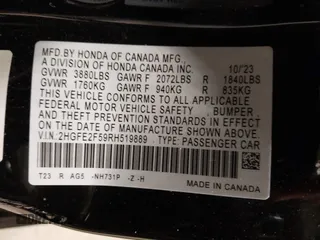 MFD.BY HONDA OF CANADA MFG.,
A DIVISION OF HONDA CANADA INC. 10/'23
GVWR 3880LBS GAWR F 2072LBS R 1840LBS
GVWR 1760KG GAWR F 940KG R 835KG
THIS VEHICLE CONFORMS TO ALL APPLICABLE
FEDERAL MOTOR VEHICLE SAFETY, BUMPER
AND THEFT PREVENTION STANDARDS IN EFFECT
ON THE DATE OF MANUFACTURE SHOWN ABOVE
V.I.N:2HGFE2F59RH519889 TYPE:PASSENGER CAR
T23 R AG5 -NH731P -Z-H
MADE IN CANADA